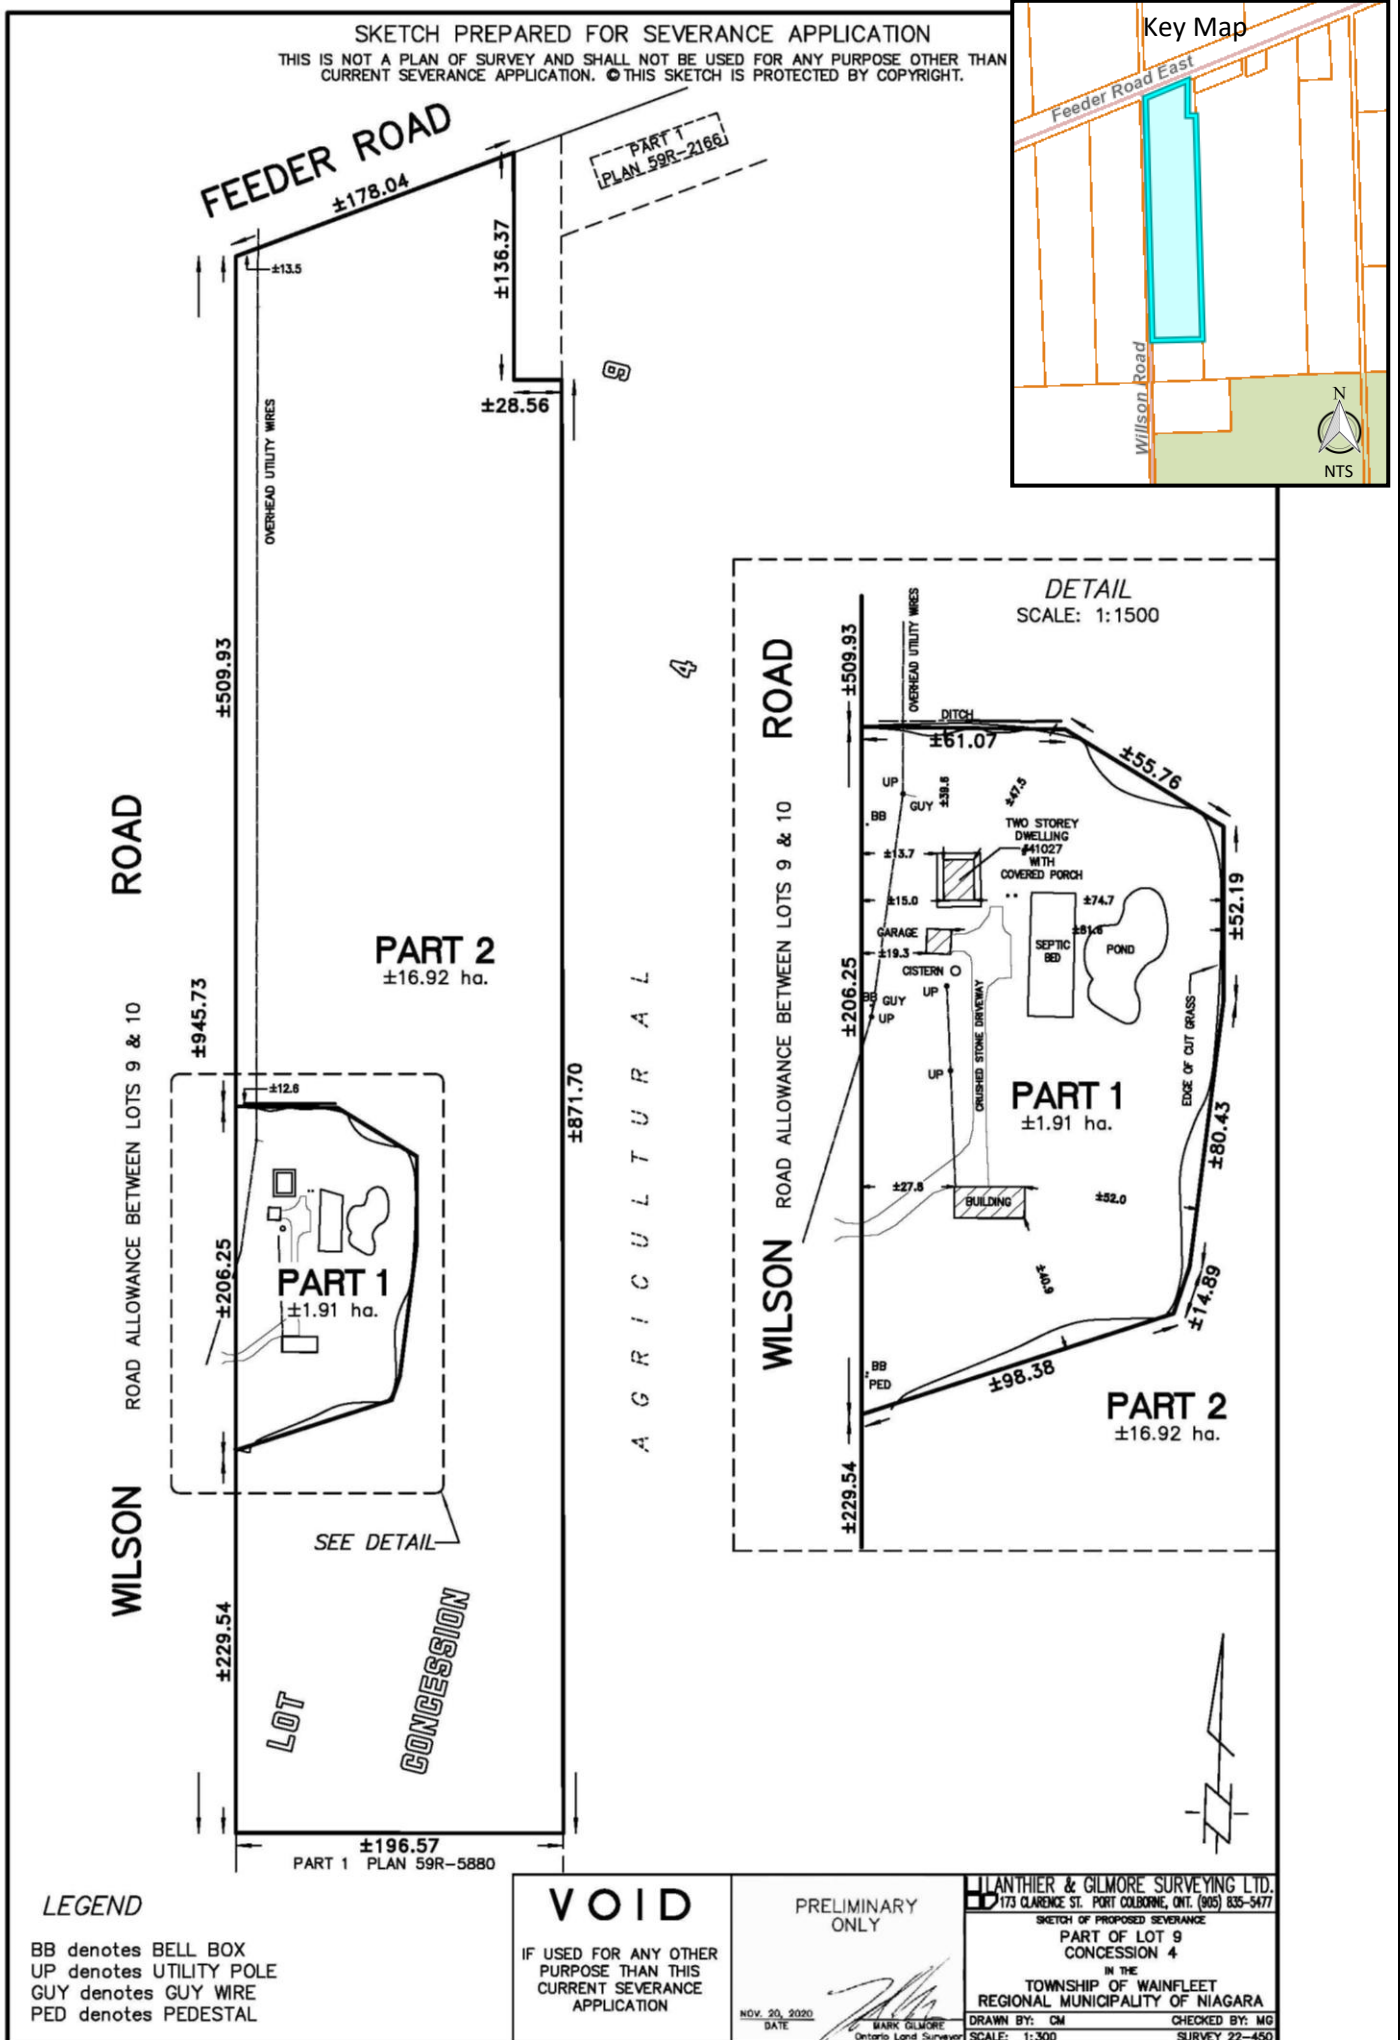 SKETCH PREPARED FOR SEVERANCE APPLICATION
THIS IS NOT A PLAN OF SURVEY AND SHALL NOT BE USED FOR ANY PURPOSE OTHER THAN
CURRENT SEVERANCE APPLICATION. © THIS SKETCH IS PROTECTED BY COPYRIGHT.
Key Map
Feeder Road East
Willson Road
N
NTS
FEEDER ROAD
±178.04
PART 1
PLAN 59R-2166
±13.5
±136.37
±28.56
9
OVERHEAD UTILITY WIRES
±509.93
4
ROAD
PART 2
±16.92 ha.
±945.73
ROAD ALLOWANCE BETWEEN LOTS 9 & 10
±12.6
±871.70
AGRICULTURAL
±206.25
PART 1
±1.91 ha.
WILSON
SEE DETAIL
±229.54
LOT
CONCESSION
±196.57
PART 1 PLAN 59R-5880
DETAIL
SCALE: 1:1500
ROAD
±509.93
OVERHEAD UTILITY WIRES
DITCH
±61.07
±55.76
UP
GUY
±39.6
±47.5
BB
TWO STOREY
DWELLING
#41027
WITH
COVERED PORCH
±13.7
±52.19
±15.0
±74.7
GARAGE
±19.3
SEPTIC
BED
±61.6
POND
CISTERN
UP
BB
GUY
UP
±206.25
ROAD ALLOWANCE BETWEEN LOTS 9 & 10
CRUSHED STONE DRIVEWAY
EDGE OF CUT GRASS
UP
PART 1
±1.91 ha.
±80.43
±27.8
BUILDING
±52.0
WILSON
±40.9
±14.89
BB
PED
±98.38
PART 2
±16.92 ha.
±229.54
LEGEND
BB denotes BELL BOX
UP denotes UTILITY POLE
GUY denotes GUY WIRE
PED denotes PEDESTAL
VOID
IF USED FOR ANY OTHER
PURPOSE THAN THIS
CURRENT SEVERANCE
APPLICATION
PRELIMINARY
ONLY
NOV. 20, 2020
DATE
MARK GILMORE
Ontario Land Surveyor
LANTHIER & GILMORE SURVEYING LTD.
173 CLARENCE ST. PORT COLBORNE, ONT. (905) 835-5477
SKETCH OF PROPOSED SEVERANCE
PART OF LOT 9
CONCESSION 4
IN THE
TOWNSHIP OF WAINFLEET
REGIONAL MUNICIPALITY OF NIAGARA
DRAWN BY: CM
CHECKED BY: MG
SCALE: 1:300
SURVEY 22-450